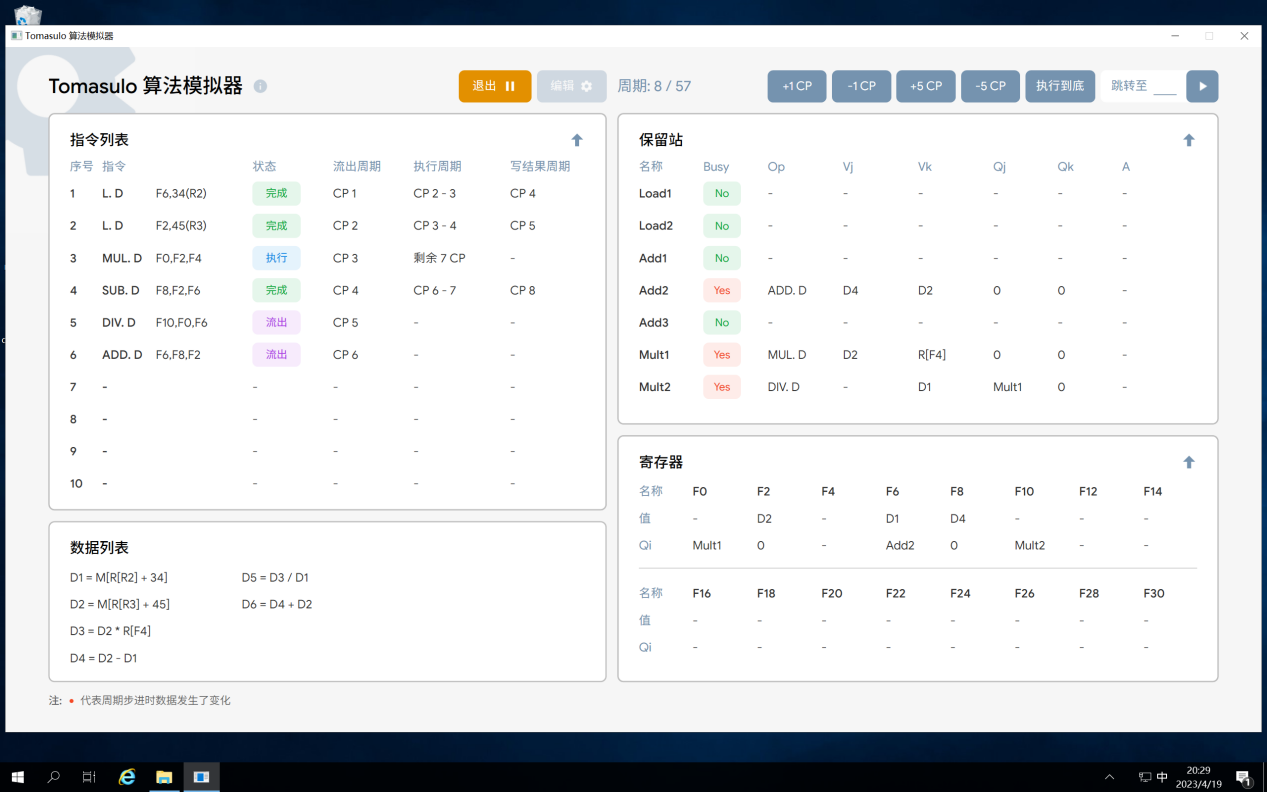 Tomasulo 算法模拟器
Tomasulo 算法模拟器 退出 编辑 周期: 8 / 57 +1 CP -1 CP +5 CP -5 CP 执行到底 跳转至 ___
指令列表
序号 指令 状态 流出周期 执行周期 写结果周期
1 L. D F6,34(R2) 完成 CP 1 CP 2 - 3 CP 4
2 L. D F2,45(R3) 完成 CP 2 CP 3 - 4 CP 5
3 MUL. D F0,F2,F4 执行 CP 3 剩余 7 CP -
4 SUB. D F8,F2,F6 完成 CP 4 CP 6 - 7 CP 8
5 DIV. D F10,F0,F6 流出 CP 5 - -
6 ADD. D F6,F8,F2 流出 CP 6 - -
7 - - - - -
8 - - - - -
9 - - - - -
10 - - - - -
数据列表
D1 = M[R[R2] + 34] D5 = D3 / D1
D2 = M[R[R3] + 45] D6 = D4 + D2
D3 = D2 * R[F4]
D4 = D2 - D1
注: • 代表周期步进时数据发生了变化
保留站
名称 Busy Op Vj Vk Qj Qk A
Load1 No - - - - - -
Load2 No - - - - - -
Add1 No - - - - - -
Add2 Yes ADD. D D4 D2 0 0 -
Add3 No - - - - - -
Mult1 Yes MUL. D D2 R[F4] 0 0 -
Mult2 Yes DIV. D - D1 Mult1 0 -
寄存器
名称 F0 F2 F4 F6 F8 F10 F12 F14
值 - D2 - D1 D4 - - -
Qi Mult1 0 - Add2 0 Mult2 - -
名称 F16 F18 F20 F22 F24 F26 F28 F30
值 - - - - - - - -
Qi - - - - - - - -
中
20:29
2023/4/19
1